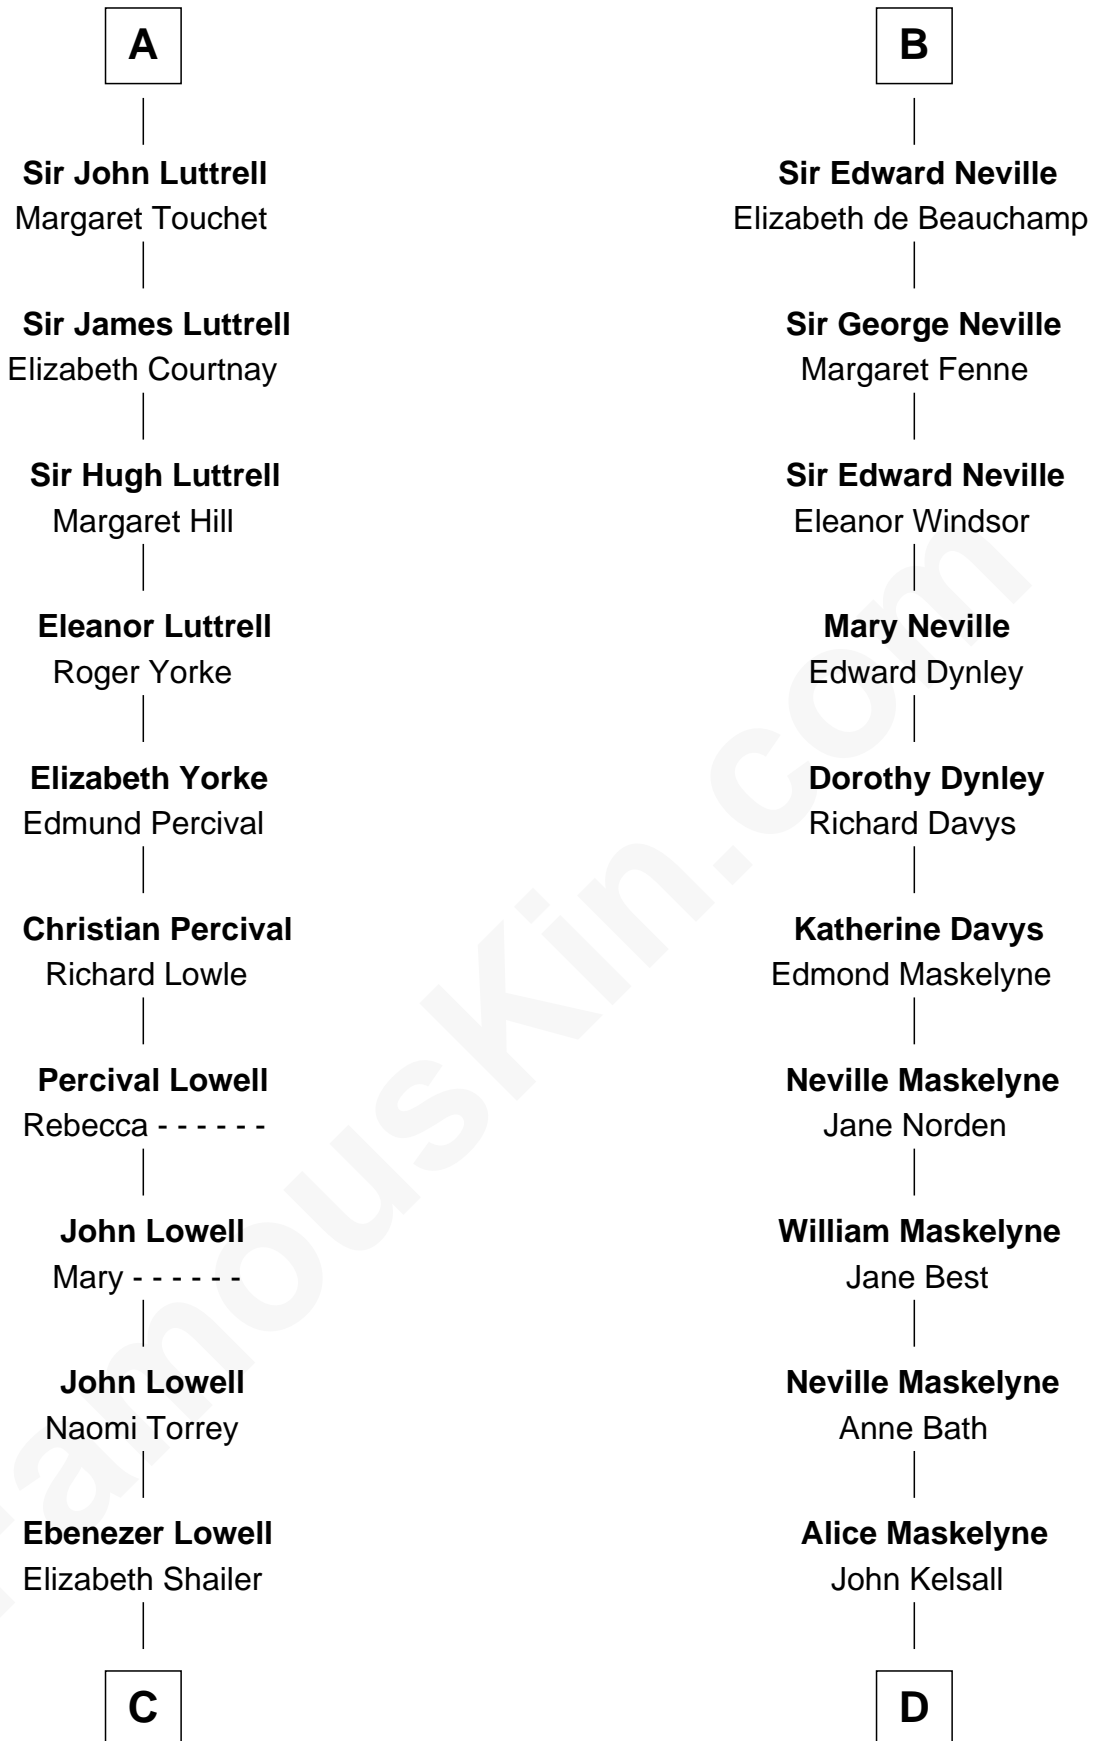 A
Sir John Luttrell
Margaret Touchet
Sir James Luttrell
Elizabeth Courtnay
Sir Hugh Luttrell
Margaret Hill
Eleanor Luttrell
Roger Yorke
Elizabeth Yorke
Edmund Percival
Christian Percival
Richard Lowle
Percival Lowell
Rebecca - - - - - -
John Lowell
Mary - - - - - -
John Lowell
Naomi Torrey
Ebenezer Lowell
Elizabeth Shailer
C
B
Sir Edward Neville
Elizabeth de Beauchamp
Sir George Neville
Margaret Fenne
Sir Edward Neville
Eleanor Windsor
Mary Neville
Edward Dynley
Dorothy Dynley
Richard Davys
Katherine Davys
Edmond Maskelyne
Neville Maskelyne
Jane Norden
William Maskelyne
Jane Best
Neville Maskelyne
Anne Bath
Alice Maskelyne
John Kelsall
D
FamousKin.com